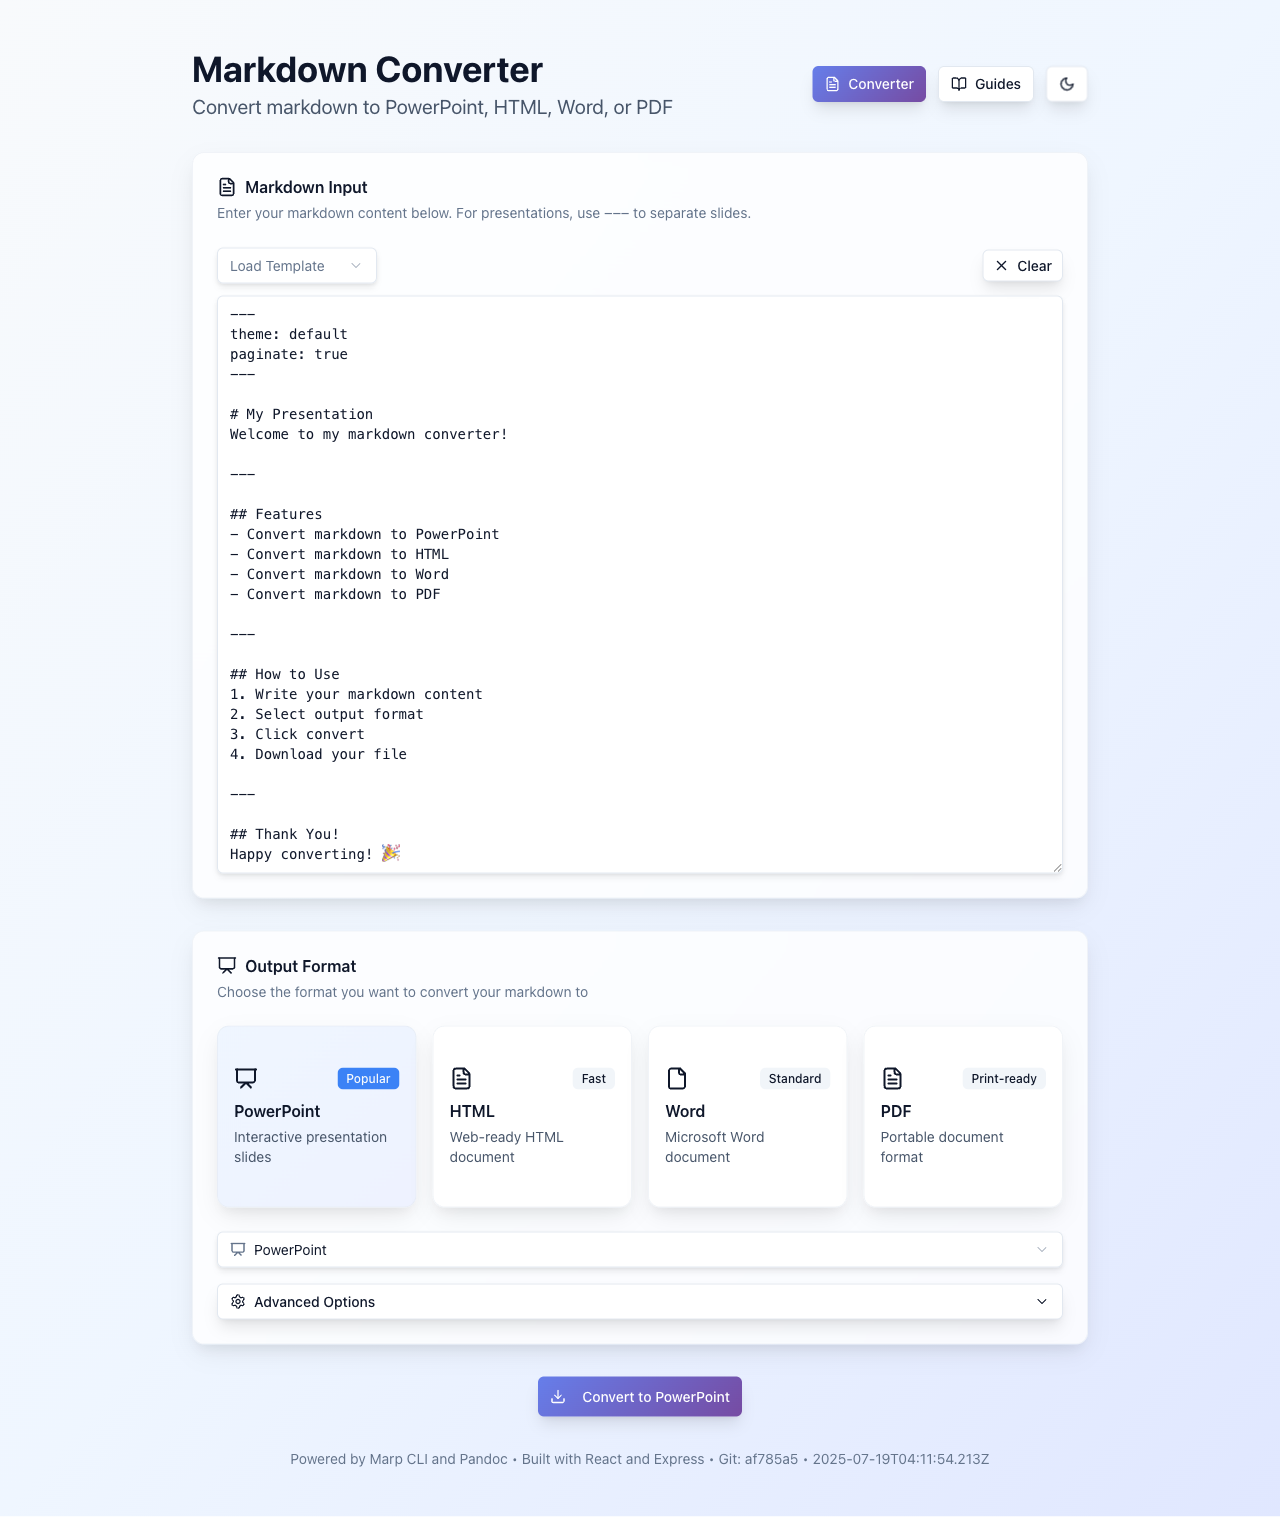 Markdown Converter
Convert markdown to PowerPoint, HTML, Word, or PDF
Converter
Guides
Markdown Input
Enter your markdown content below. For presentations, use --- to separate slides.
Load Template
Clear
---
theme: default
paginate: true
---
# My Presentation
Welcome to my markdown converter!
---
## Features
- Convert markdown to PowerPoint
- Convert markdown to HTML
- Convert markdown to Word
- Convert markdown to PDF
---
## How to Use
1. Write your markdown content
2. Select output format
3. Click convert
4. Download your file
---
## Thank You!
Happy converting! 🎉
Output Format
Choose the format you want to convert your markdown to
Popular
PowerPoint
Interactive presentation
slides
Fast
HTML
Web-ready HTML
document
Standard
Word
Microsoft Word
document
Print-ready
PDF
Portable document
format
PowerPoint
Advanced Options
Convert to PowerPoint
Powered by Marp CLI and Pandoc • Built with React and Express • Git: af785a5 • 2025-07-19T04:11:54.213Z